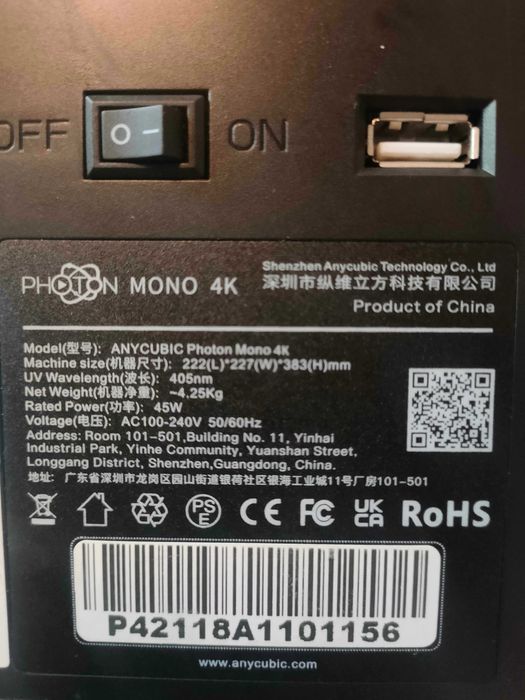 OFF
O
ON
PHOTON MONO 4K
Shenzhen Anycubic Technology Co., Ltd
深圳市纵维立方科技有限公司
Product of China
Model(型号): ANYCUBIC Photon Mono 4K
Machine size(机器尺寸): 222(L)*227(W)*383(H)mm
UV Wavelength(波长): 405nm
Net Weight(机器净重): ~4.25Kg
Rated Power(功率): 45W
Voltage(电压): AC100-240V 50/60Hz
Address: Room 101-501,Building No. 11, Yinhai
Industrial Park, Yinhe Community, Yuanshan Street,
Longgang District, Shenzhen,Guangdong, China.
地址: 广东省深圳市龙岗区园山街道银荷社区银海工业城11号厂房101-501
PS E CE FC UK CA RoHS
P42118A1101156
www.anycubic.com